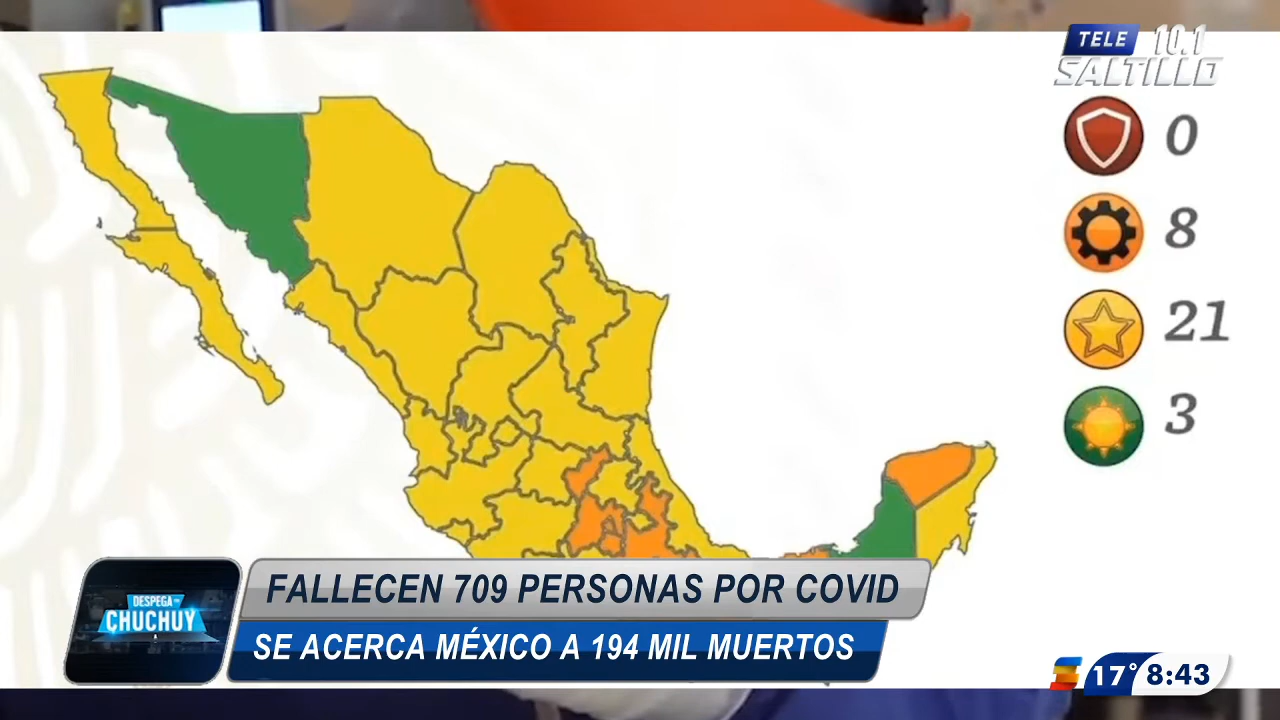 TELE 10.1
SALTILLO
0
8
21
3
FALLECEN 709 PERSONAS POR COVID
SE ACERCA MÉXICO A 194 MIL MUERTOS
DESPEGA
CHUCHUY
17° 8:43